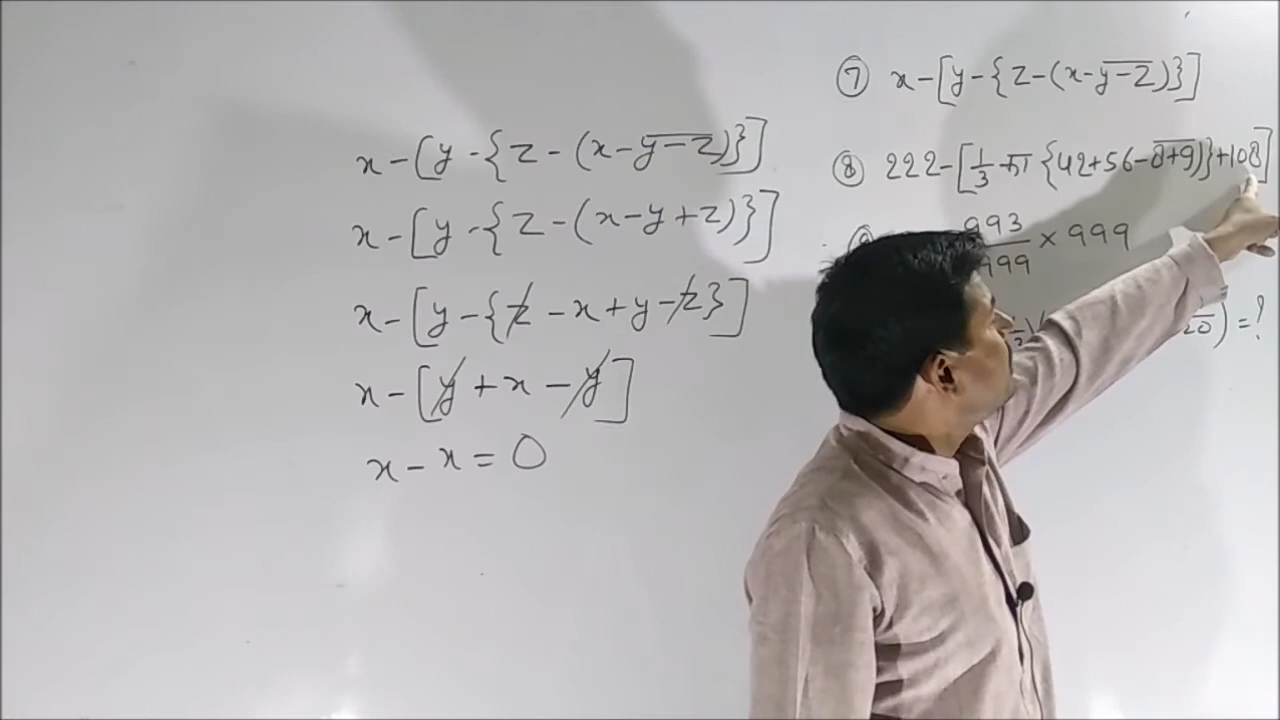 x-[y-{z-(x-y̅-̅z̅)}]
x-[y-{z-(x-y+z)}]
x-[y-{z-x+y-z}]
x-[y+x-y]
x-x=0
⑦ x-[y-{z-(x-y̅-̅z̅)}]
⑧ 222-[1/3 का {42+56-8̅+̅9̅)}+108]
993/999 × 999
) = ?